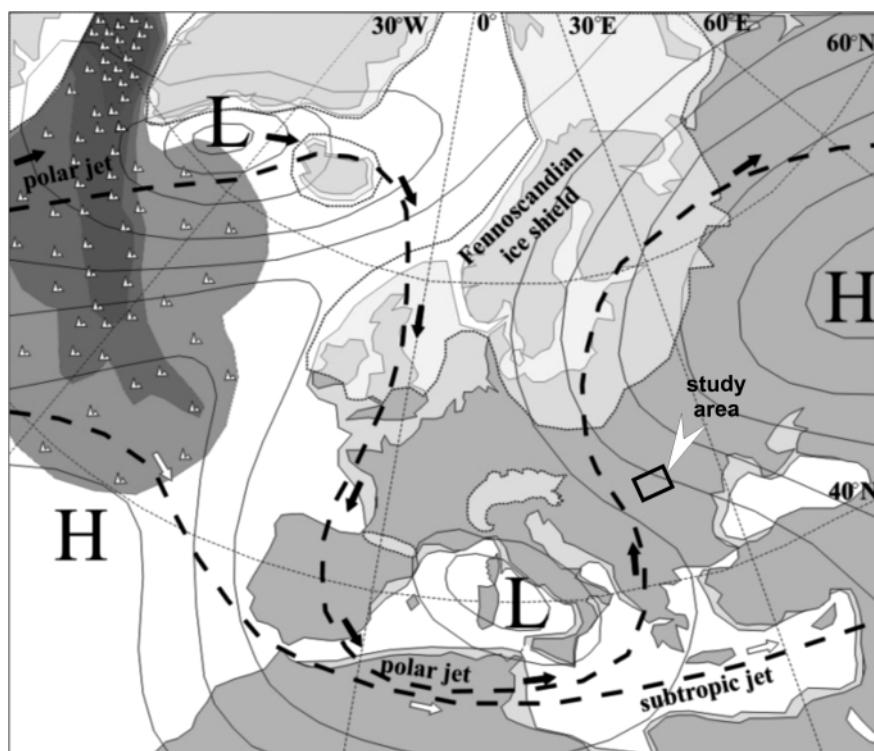 30°W
0°
30°E
60°E
60°N
L
polar jet
Fennoscandian
ice shield
H
study
area
40°N
H
L
polar jet
subtropic jet